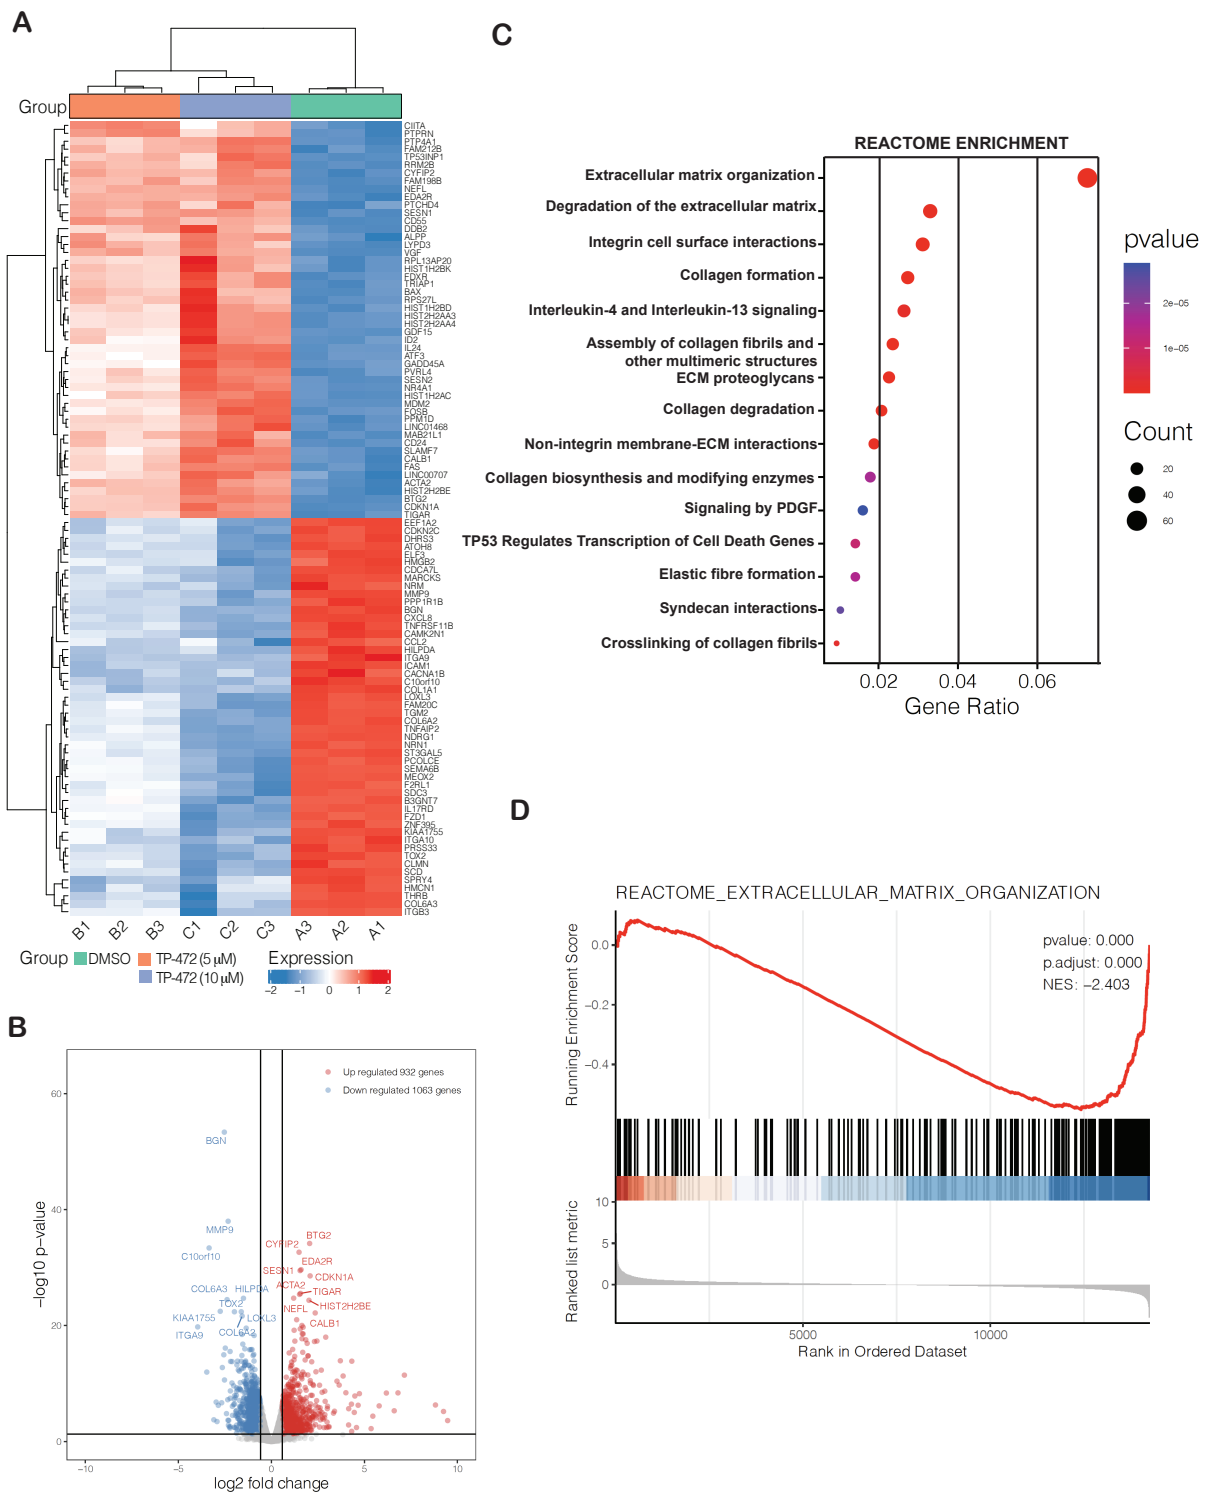 A
Group
CIITA
PTPRN
PTP4A1
FAM212B
TP53INP1
RRM2B
CYFIP2
FAM198B
NEFL
EDA2R
PTCHD4
SESN1
CD55
DDB2
ALPP
LYPD3
VGF
RPL13AP20
HIST1H2BK
FDXR
TRIAP1
BAX
RPS27L
HIST1H2BD
HIST2H2AA3
HIST2H2AA4
GDF15
ID2
IL24
ATF3
GADD45A
PVRL4
SESN2
NR4A1
HIST1H2AC
MDM2
FOSB
PPM1D
LINC01468
MAB21L1
CD24
SLAMF7
CALB1
FAS
LINC00707
ACTA2
HIST2H2BE
BTG2
CDKN1A
TIGAR
EEF1A2
CDKN2C
DHRS3
ATOH8
ELF3
HMGB2
CDCA7L
MARCKS
NRM
MMP9
PPP1R1B
BGN
CXCL8
TNFRSF11B
CAMK2N1
CCL2
HILPDA
ITGA9
ICAM1
CACNA1B
C10orf10
COL1A1
LOXL3
FAM20C
TGM2
COL6A2
TNFAIP2
NDRG1
NRN1
ST3GAL5
PCOLCE
SEMA6B
MEOX2
F2RL1
SDC3
B3GNT7
IL17RD
FZD1
ZNF395
KIAA1755
ITGA10
PRSS33
TOX2
CLMN
SCD
SPRY4
HMCN1
THRB
COL6A3
ITGB3
B1 B2 B3 C1 C2 C3 A3 A2 A1
Group DMSO TP-472 (5 µM)
TP-472 (10 µM)
Expression
−2 −1 0 1 2
B
Up regulated 932 genes
Down regulated 1063 genes
60
40
20
0
−log10 p-value
BGN
MMP9
C10orf10
COL6A3 HILPDA
TOX2
KIAA1755
LOXL3
ITGA9
COL6A2
BTG2
CYFIP2
EDA2R
SESN1
CDKN1A
ACTA2
TIGAR
NEFL
HIST2H2BE
CALB1
−10 −5 0 5 10
log2 fold change
C
REACTOME ENRICHMENT
Extracellular matrix organization
Degradation of the extracellular matrix
Integrin cell surface interactions
Collagen formation
Interleukin-4 and Interleukin-13 signaling
Assembly of collagen fibrils and
other multimeric structures
ECM proteoglycans
Collagen degradation
Non-integrin membrane-ECM interactions
Collagen biosynthesis and modifying enzymes
Signaling by PDGF
TP53 Regulates Transcription of Cell Death Genes
Elastic fibre formation
Syndecan interactions
Crosslinking of collagen fibrils
0.02 0.04 0.06
Gene Ratio
pvalue
2e−05
1e−05
Count
20
40
60
D
REACTOME_EXTRACELLULAR_MATRIX_ORGANIZATION
Running Enrichment Score
0.0
−0.2
−0.4
pvalue: 0.000
p.adjust: 0.000
NES: −2.403
Ranked list metric
10
5
0
5000 10000
Rank in Ordered Dataset